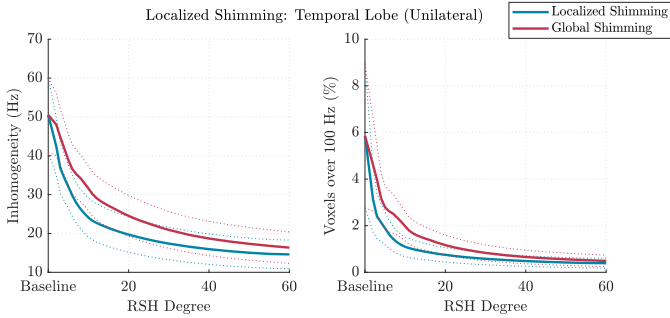 Localized Shimming: Temporal Lobe (Unilateral)
Localized Shimming
Global Shimming
Inhomogeneity (Hz)
70
60
50
40
30
20
10
Baseline 20 40 60
RSH Degree
Voxels over 100 Hz (%)
10
8
6
4
2
0
Baseline 20 40 60
RSH Degree